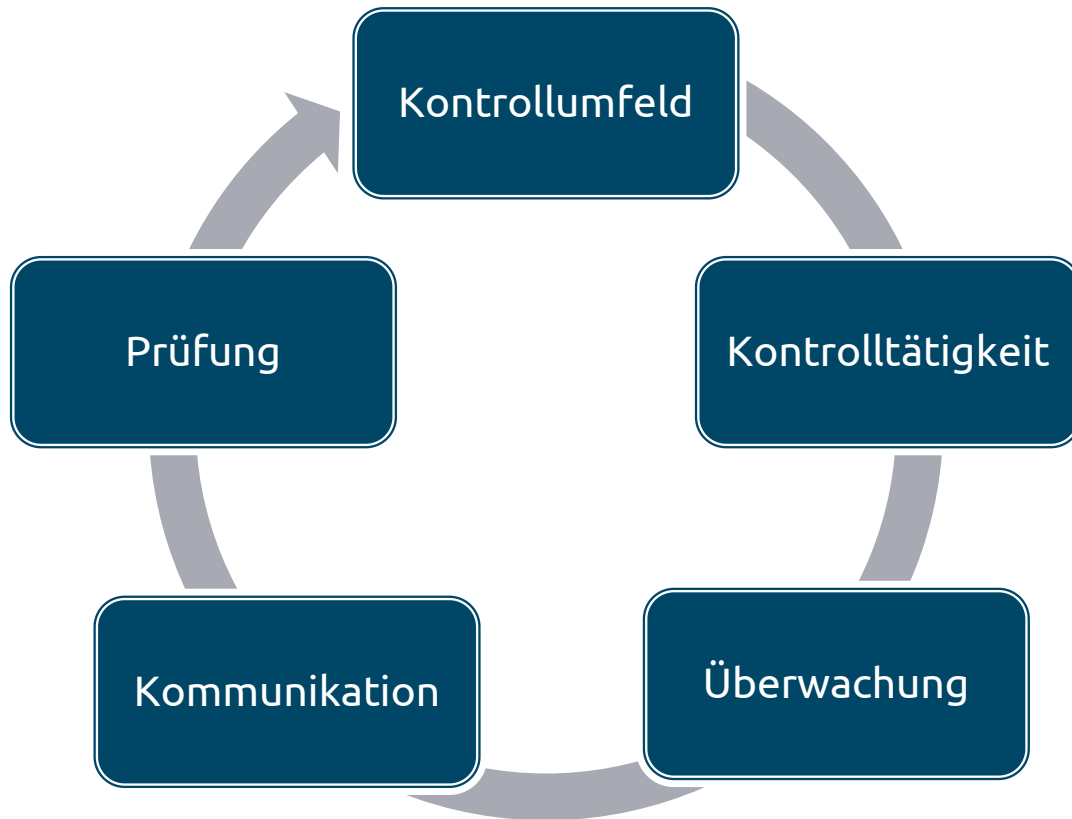 Kontrollumfeld
Kontrolltätigkeit
Überwachung
Kommunikation
Prüfung